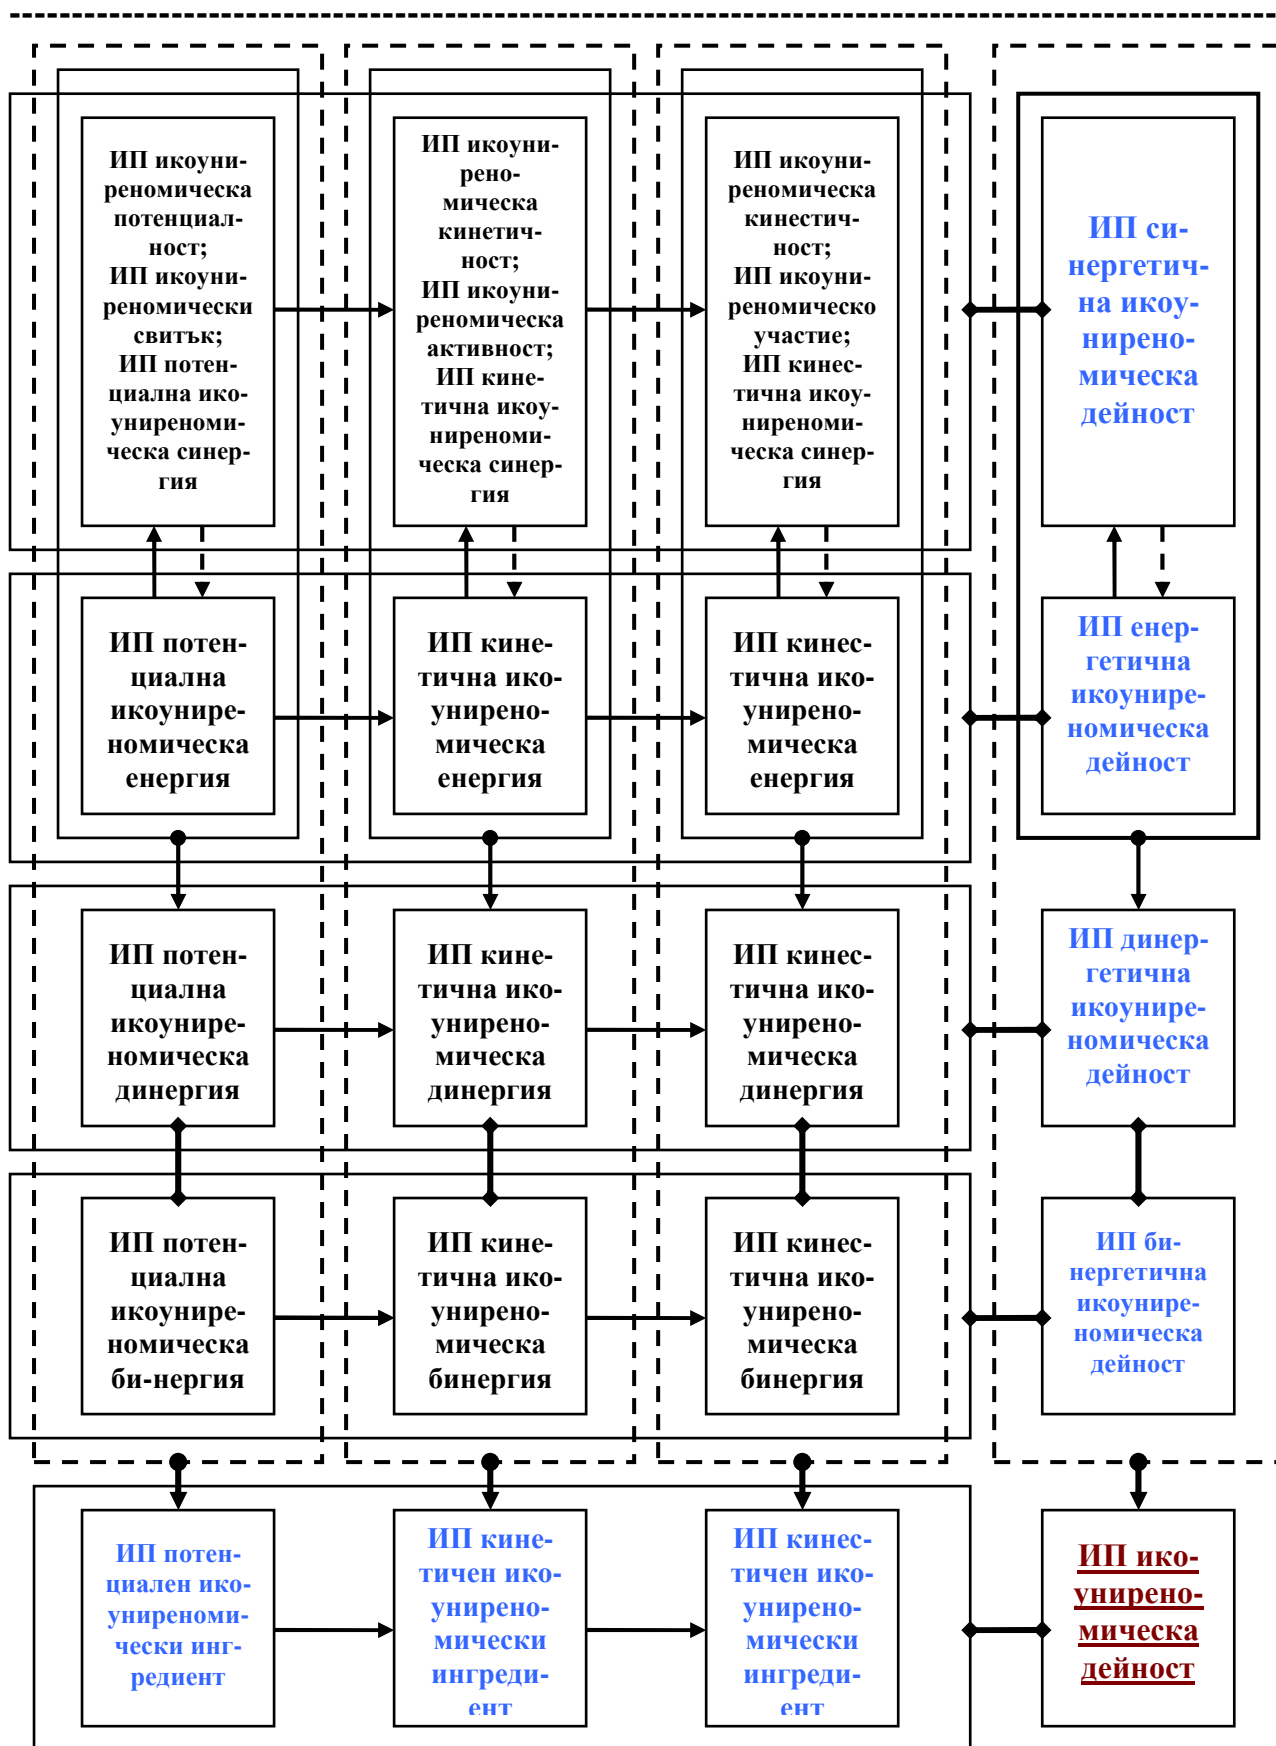 ИП икоуни-
реномическа
потенциал-
ност;
ИП икоуни-
реномически
свитък;
ИП потен-
циална ико-
униреноми-
ческа синер-
гия
ИП икоуни-
рено-
мическа
кинетич-
ност;
ИП икоуни-
реномическа
активност;
ИП кине-
тична икоу-
ниреноми-
ческа синер-
гия
ИП икоуни-
реномическа
кинестич-
ност;
ИП икоуни-
реномическо
участие;
ИП кинес-
тична икоу-
ниреноми-
ческа синер-
гия
ИП си-
нергетич-
на икоу-
нирено-
мическа
дейност
ИП потен-
циална
икоунире-
номическа
енергия
ИП кине-
тична ико-
унирено-
мическа
енергия
ИП кинес-
тична ико-
унирено-
мическа
енергия
ИП енер-
гетична
икоунире-
номическа
дейност
ИП потен-
циална
икоунире-
номическа
динергия
ИП кине-
тична ико-
унирено-
мическа
динергия
ИП кинес-
тична ико-
унирено-
мическа
динергия
ИП динер-
гетична
икоунире-
номическа
дейност
ИП потен-
циална
икоунире-
номическа
би-нергия
ИП кине-
тична ико-
унирено-
мическа
бинергия
ИП кинес-
тична ико-
унирено-
мическа
бинергия
ИП би-
нергетична
икоунире-
номическа
дейност
ИП потен-
циален ико-
униреноми-
чески инг-
редиент
ИП кине-
тичен ико-
унирено-
мически
ингреди-
ент
ИП кинес-
тичен ико-
унирено-
мически
ингреди-
ент
ИП ико-
унирено-
мическа
дейност